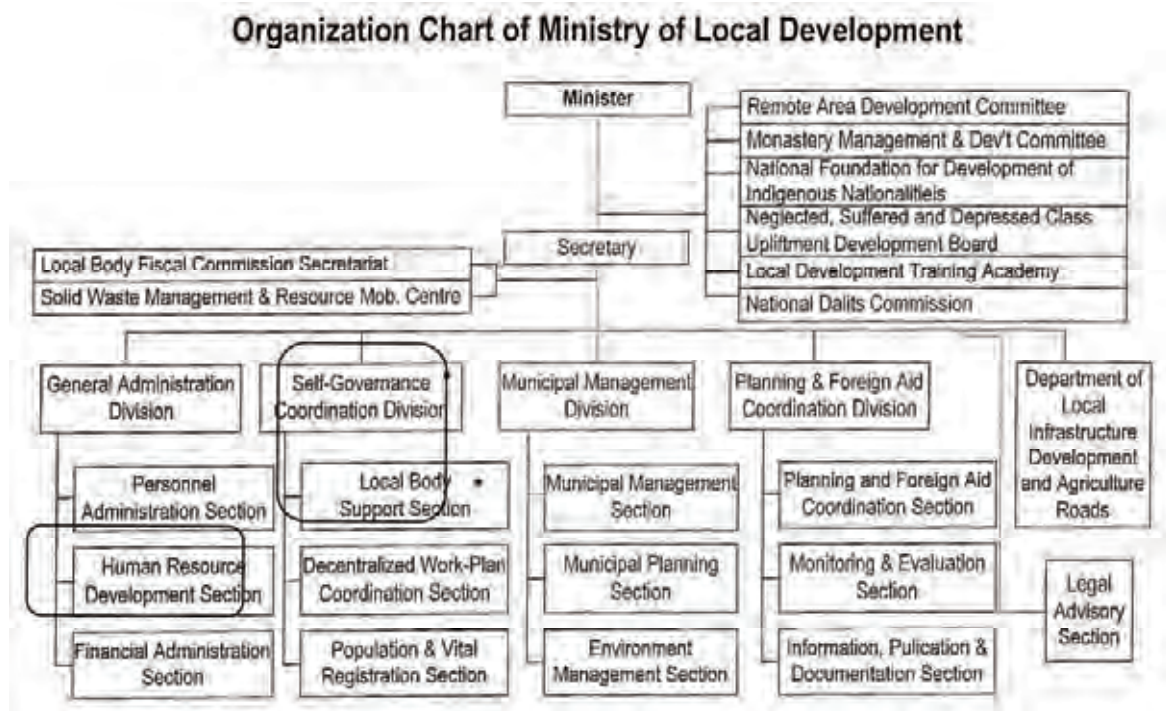 Organization Chart of Ministry of Local Development
Minister
Remote Area Development Committee
Monastery Management & Dev't Committee
National Foundation for Development of
Indigenous Nationalitiels
Neglected, Suffered and Depressed Class
Upliftment Development Board
Local Development Training Academy
National Dalits Commission
Secretary
Local Body Fiscal Commission Secretariat
Solid Waste Management & Resource Mob. Centre
General Administration
Division
Self-Governance
Coordination Division
Municipal Management
Division
Planning & Foreign Aid
Coordination Division
Department of
Local
Infrastructure
Development
and Agriculture
Roads
Personnel
Administration Section
Local Body *
Support Section
Municipal Management
Section
Planning and Foreign Aid
Coordination Section
Human Resource
Development Section
Decentralized Work-Plan
Coordination Section
Municipal Planning
Section
Monitoring & Evaluation
Section
Legal
Advisory
Section
Financial Administration
Section
Population & Vital
Registration Section
Environment
Management Section
Information, Pulication &
Documentation Section